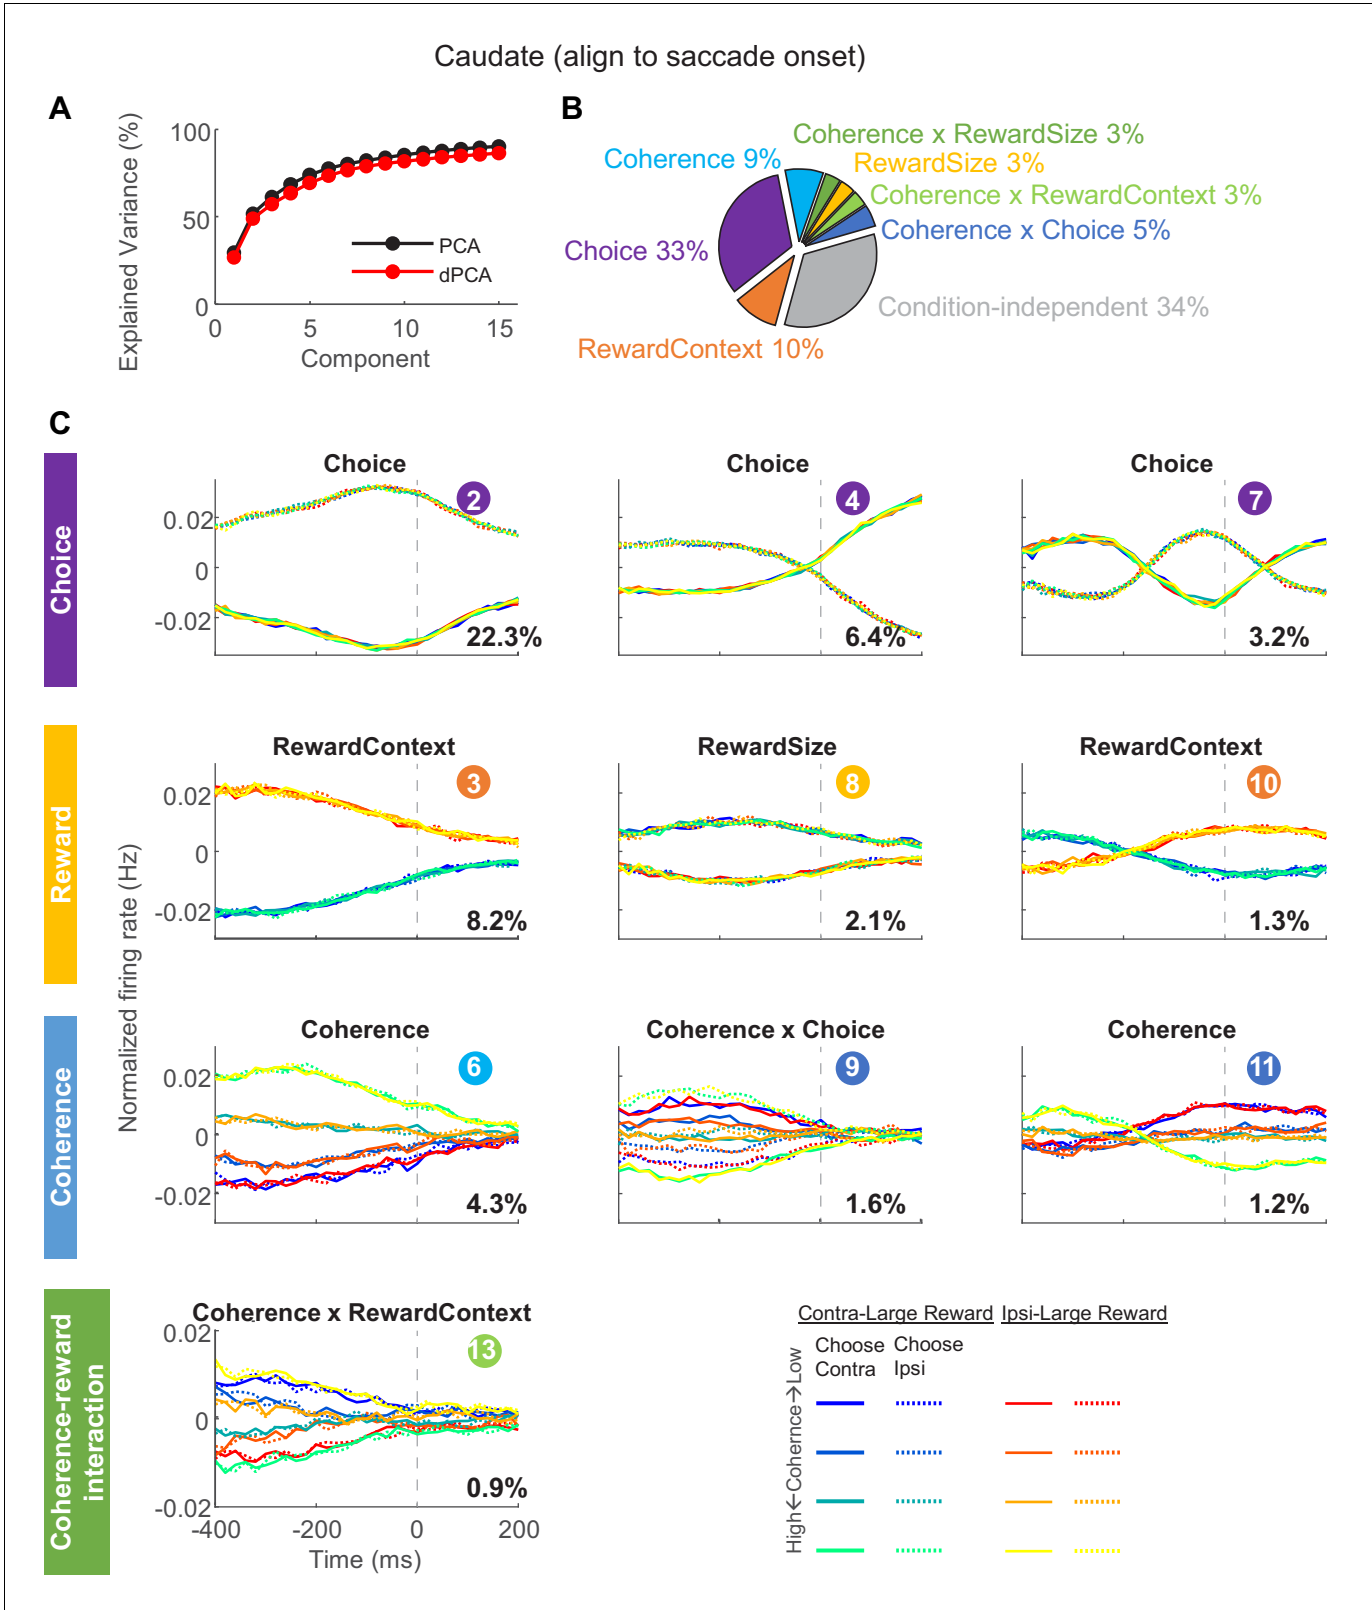 Caudate (align to saccade onset)
A
Explained Variance (%)
100
50
0
0
5
10
15
Component
PCA
dPCA
B
Coherence x RewardSize 3%
Coherence 9%
RewardSize 3%
Coherence x RewardContext 3%
Coherence x Choice 5%
Choice 33%
Condition-independent 34%
RewardContext 10%
C
Choice
Choice
2
22.3%
Choice
4
6.4%
Choice
7
3.2%
0.02
0
-0.02
Normalized firing rate (Hz)
Reward
RewardContext
3
8.2%
RewardSize
8
2.1%
RewardContext
10
1.3%
0.02
0
-0.02
Coherence
Coherence
6
4.3%
Coherence x Choice
9
1.6%
Coherence
11
1.2%
0.02
0
-0.02
Coherence-reward
interaction
Coherence x RewardContext
13
0.9%
0.02
0
-0.02
-400
-200
0
200
Time (ms)
Contra-Large Reward
Ipsi-Large Reward
Choose
Contra
Choose
Ipsi
High←Coherence→Low